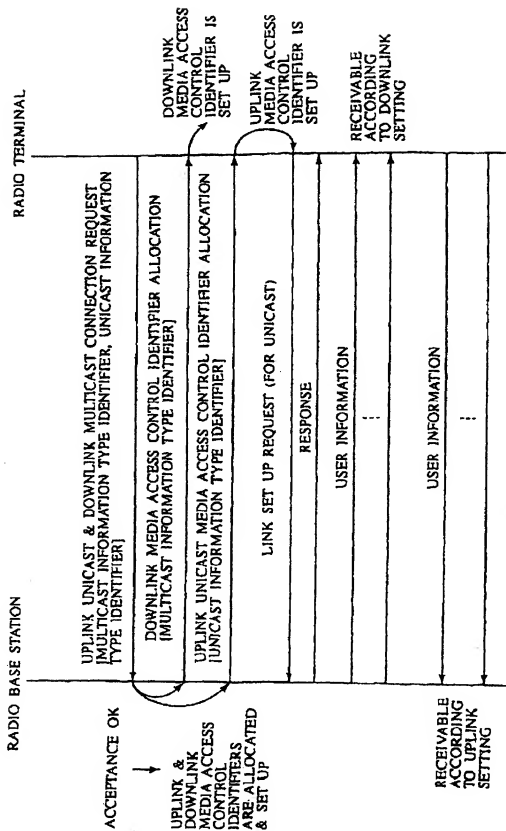 RADIO BASE STATION
RADIO TERMINAL
UPLINK UNICAST & DOWNLINK MULTICAST CONNECTION REQUEST
[MULTICAST INFORMATION TYPE IDENTIFIER, UNICAST INFORMATION
TYPE IDENTIFIER]
ACCEPTANCE OK
DOWNLINK MEDIA ACCESS CONTROL IDENTIFIER ALLOCATION
[MULTICAST INFORMATION TYPE IDENTIFIER]
DOWNLINK
MEDIA ACCESS
CONTROL
IDENTIFIER IS
SET UP
UPLINK &
DOWNLINK
MEDIA ACCESS
CONTROL
IDENTIFIERS
ARE ALLOCATED
& SET UP
UPLINK UNICAST MEDIA ACCESS CONTROL IDENTIFIER ALLOCATION
[UNICAST INFORMATION TYPE IDENTIFIER]
UPLINK
MEDIA ACCESS
CONTROL
IDENTIFIER IS
SET UP
LINK SET UP REQUEST (FOR UNICAST)
RESPONSE
USER INFORMATION
RECEIVABLE
ACCORDING
TO DOWNLINK
SETTING
USER INFORMATION
RECEIVABLE
ACCORDING
TO UPLINK
SETTING